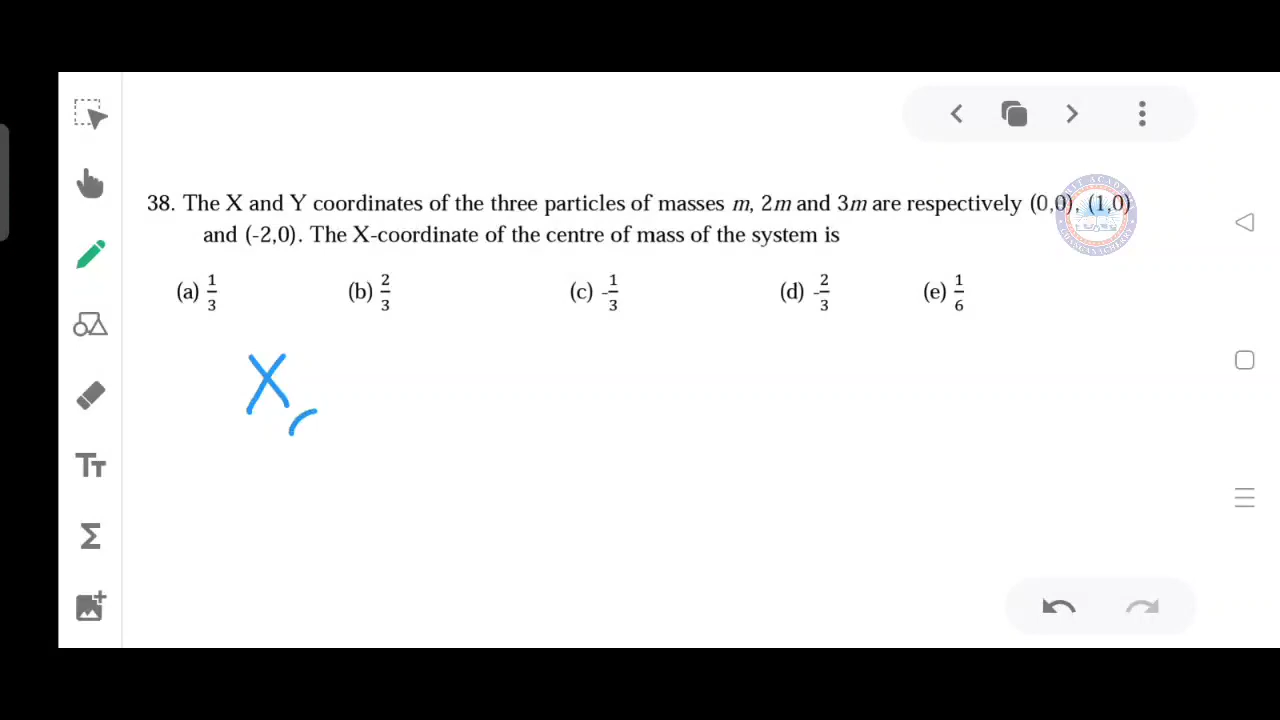 38. The X and Y coordinates of the three particles of masses m, 2m and 3m are respectively (0,0), (1,0)
and (-2,0). The X-coordinate of the centre of mass of the system is
(a) 1/3 (b) 2/3 (c) -1/3 (d) -2/3 (e) 1/6
X